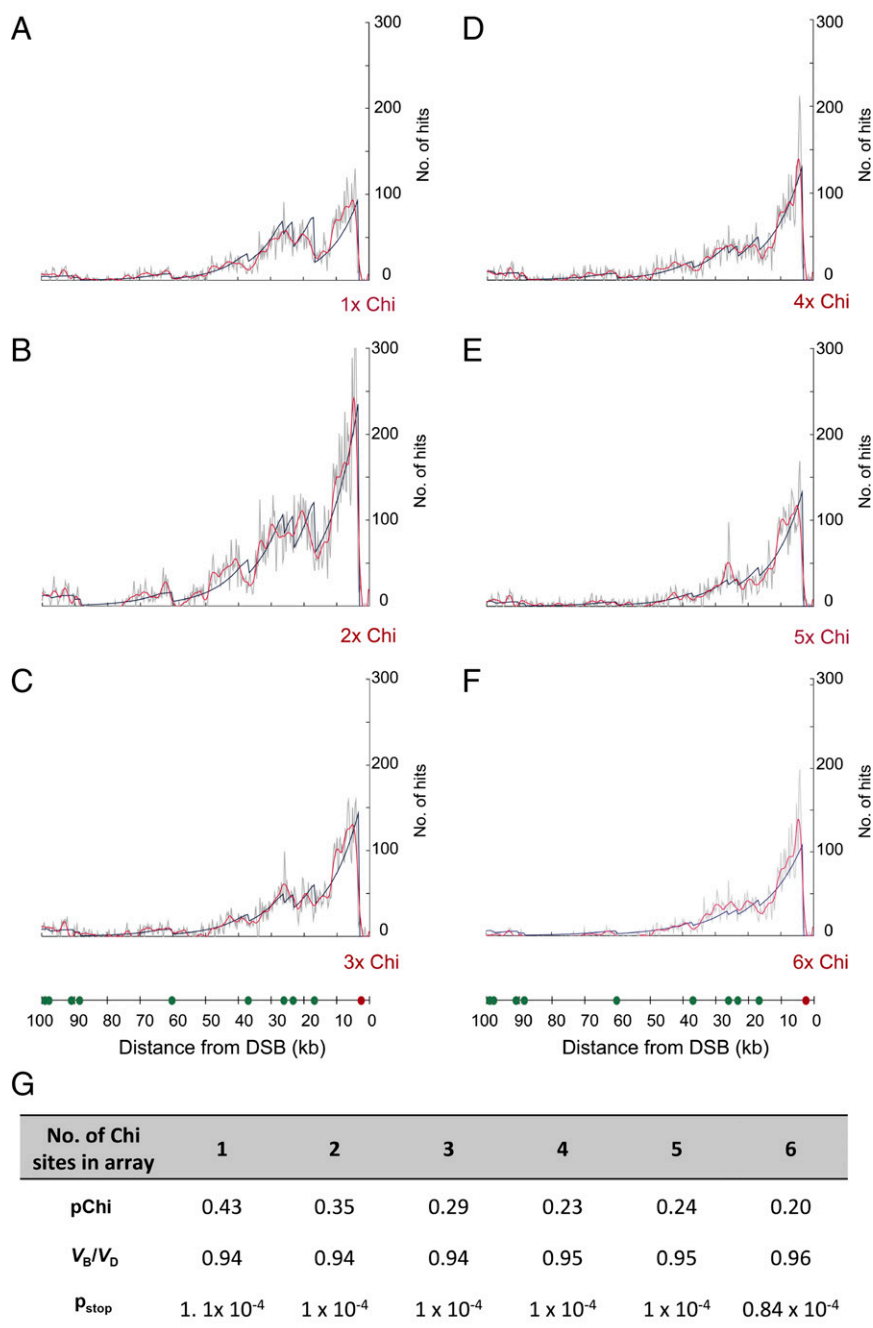 A
300
200
100
0
No. of hits
1x Chi
B
300
200
100
0
No. of hits
2x Chi
C
300
200
100
0
No. of hits
3x Chi
100 90 80 70 60 50 40 30 20 10 0
Distance from DSB (kb)
D
300
200
100
0
No. of hits
4x Chi
E
300
200
100
0
No. of hits
5x Chi
F
300
200
100
0
No. of hits
6x Chi
100 90 80 70 60 50 40 30 20 10 0
Distance from DSB (kb)
G
No. of Chi sites in array 1 2 3 4 5 6
pChi 0.43 0.35 0.29 0.23 0.24 0.20
VB/VD 0.94 0.94 0.94 0.95 0.95 0.96
pstop 1. 1x 10-4 1 x 10-4 1 x 10-4 1 x 10-4 1 x 10-4 0.84 x 10-4